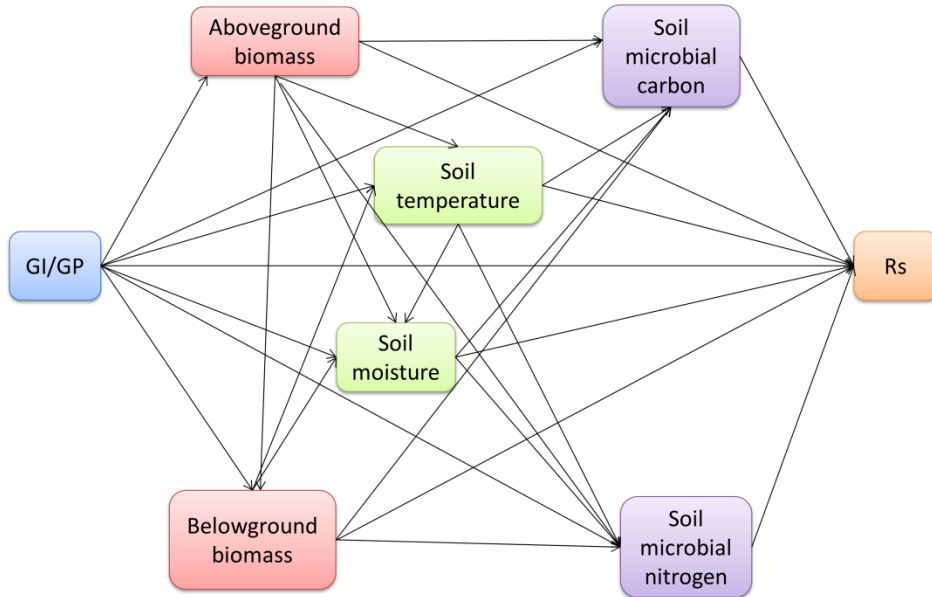 Aboveground
biomass
Soil
microbial
carbon
Soil
temperature
GI/GP
Rs
Soil
moisture
Belowground
biomass
Soil
microbial
nitrogen